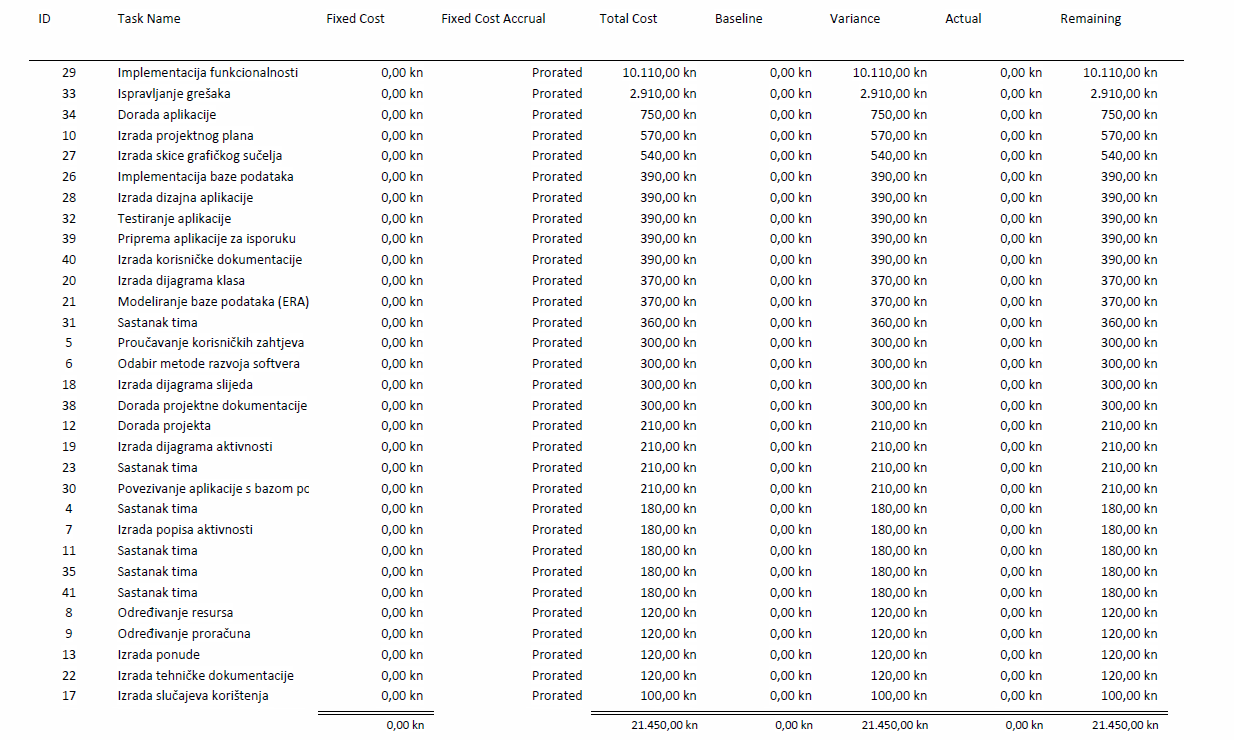 ID Task Name Fixed Cost Fixed Cost Accrual Total Cost Baseline Variance Actual Remaining
29 Implementacija funkcionalnosti 0,00 kn Prorated 10.110,00 kn 0,00 kn 10.110,00 kn 0,00 kn 10.110,00 kn
33 Ispravljanje grešaka 0,00 kn Prorated 2.910,00 kn 0,00 kn 2.910,00 kn 0,00 kn 2.910,00 kn
34 Dorada aplikacije 0,00 kn Prorated 750,00 kn 0,00 kn 750,00 kn 0,00 kn 750,00 kn
10 Izrada projektnog plana 0,00 kn Prorated 570,00 kn 0,00 kn 570,00 kn 0,00 kn 570,00 kn
27 Izrada skice grafičkog sučelja 0,00 kn Prorated 540,00 kn 0,00 kn 540,00 kn 0,00 kn 540,00 kn
26 Implementacija baze podataka 0,00 kn Prorated 390,00 kn 0,00 kn 390,00 kn 0,00 kn 390,00 kn
28 Izrada dizajna aplikacije 0,00 kn Prorated 390,00 kn 0,00 kn 390,00 kn 0,00 kn 390,00 kn
32 Testiranje aplikacije 0,00 kn Prorated 390,00 kn 0,00 kn 390,00 kn 0,00 kn 390,00 kn
39 Priprema aplikacije za isporuku 0,00 kn Prorated 390,00 kn 0,00 kn 390,00 kn 0,00 kn 390,00 kn
40 Izrada korisničke dokumentacije 0,00 kn Prorated 390,00 kn 0,00 kn 390,00 kn 0,00 kn 390,00 kn
20 Izrada dijagrama klasa 0,00 kn Prorated 370,00 kn 0,00 kn 370,00 kn 0,00 kn 370,00 kn
21 Modeliranje baze podataka (ERA) 0,00 kn Prorated 370,00 kn 0,00 kn 370,00 kn 0,00 kn 370,00 kn
31 Sastanak tima 0,00 kn Prorated 360,00 kn 0,00 kn 360,00 kn 0,00 kn 360,00 kn
5 Proučavanje korisničkih zahtjeva 0,00 kn Prorated 300,00 kn 0,00 kn 300,00 kn 0,00 kn 300,00 kn
6 Odabir metode razvoja softvera 0,00 kn Prorated 300,00 kn 0,00 kn 300,00 kn 0,00 kn 300,00 kn
18 Izrada dijagrama slijeda 0,00 kn Prorated 300,00 kn 0,00 kn 300,00 kn 0,00 kn 300,00 kn
38 Dorada projektne dokumentacije 0,00 kn Prorated 300,00 kn 0,00 kn 300,00 kn 0,00 kn 300,00 kn
12 Dorada projekta 0,00 kn Prorated 210,00 kn 0,00 kn 210,00 kn 0,00 kn 210,00 kn
19 Izrada dijagrama aktivnosti 0,00 kn Prorated 210,00 kn 0,00 kn 210,00 kn 0,00 kn 210,00 kn
23 Sastanak tima 0,00 kn Prorated 210,00 kn 0,00 kn 210,00 kn 0,00 kn 210,00 kn
30 Povezivanje aplikacije s bazom po 0,00 kn Prorated 210,00 kn 0,00 kn 210,00 kn 0,00 kn 210,00 kn
4 Sastanak tima 0,00 kn Prorated 180,00 kn 0,00 kn 180,00 kn 0,00 kn 180,00 kn
7 Izrada popisa aktivnosti 0,00 kn Prorated 180,00 kn 0,00 kn 180,00 kn 0,00 kn 180,00 kn
11 Sastanak tima 0,00 kn Prorated 180,00 kn 0,00 kn 180,00 kn 0,00 kn 180,00 kn
35 Sastanak tima 0,00 kn Prorated 180,00 kn 0,00 kn 180,00 kn 0,00 kn 180,00 kn
41 Sastanak tima 0,00 kn Prorated 180,00 kn 0,00 kn 180,00 kn 0,00 kn 180,00 kn
8 Određivanje resursa 0,00 kn Prorated 120,00 kn 0,00 kn 120,00 kn 0,00 kn 120,00 kn
9 Određivanje proračuna 0,00 kn Prorated 120,00 kn 0,00 kn 120,00 kn 0,00 kn 120,00 kn
13 Izrada ponude 0,00 kn Prorated 120,00 kn 0,00 kn 120,00 kn 0,00 kn 120,00 kn
22 Izrada tehničke dokumentacije 0,00 kn Prorated 120,00 kn 0,00 kn 120,00 kn 0,00 kn 120,00 kn
17 Izrada slučajeva korištenja 0,00 kn Prorated 100,00 kn 0,00 kn 100,00 kn 0,00 kn 100,00 kn
0,00 kn 21.450,00 kn 0,00 kn 21.450,00 kn 0,00 kn 21.450,00 kn